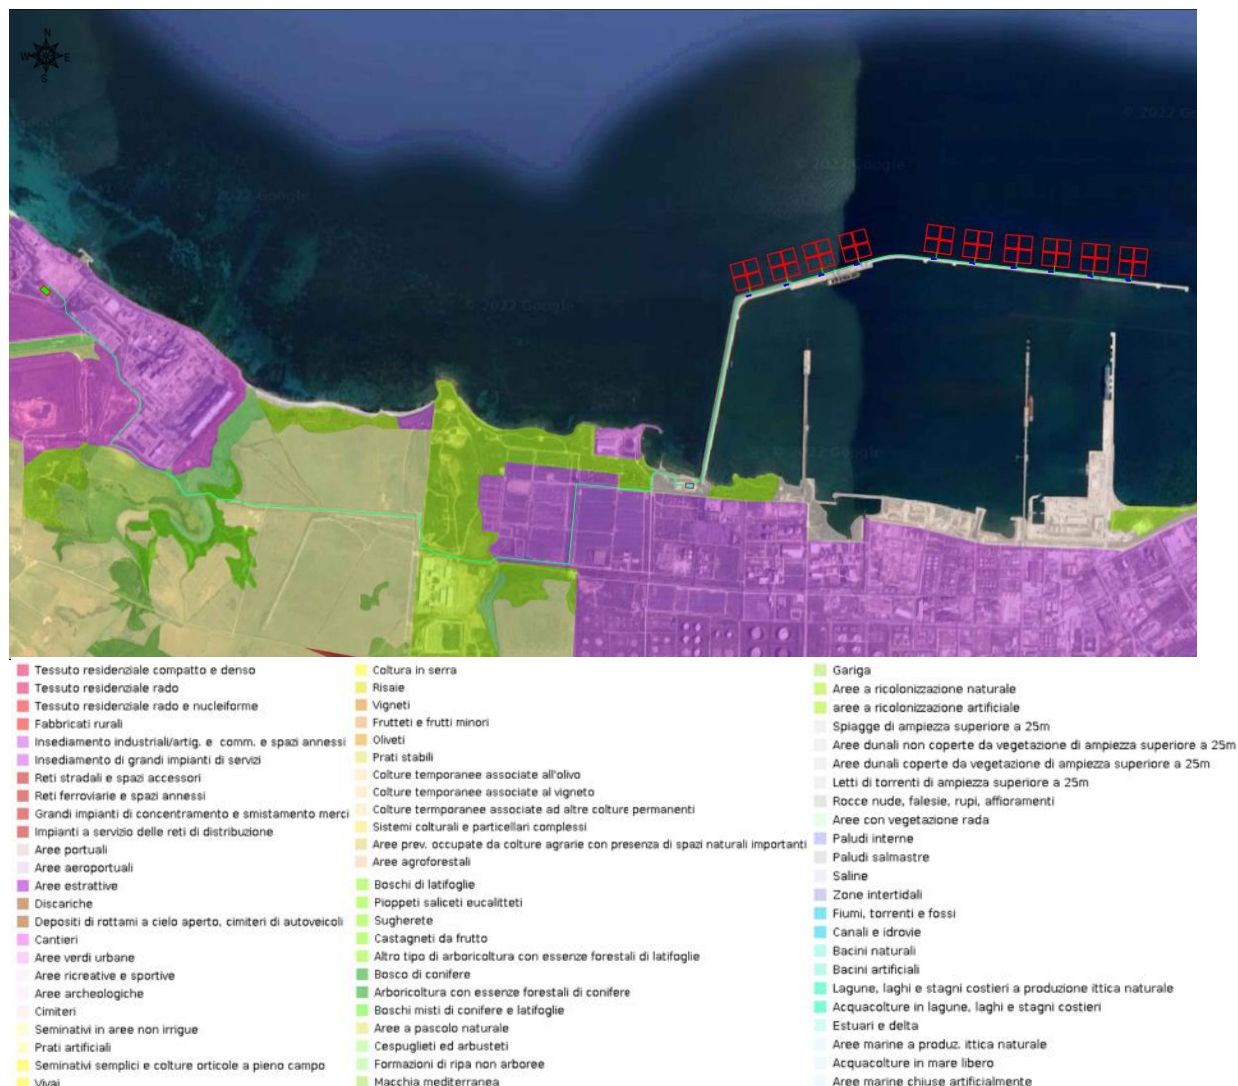 N
W E
S
© 2022 G
© 2022 Google
2022 Google
© 2022 Google
© 2022 Google
Tessuto residenziale compatto e denso
Tessuto residenziale rado
Tessuto residenziale rado e nucleiforme
Fabbricati rurali
Insediamento industriali/artig. e comm. e spazi annessi
Insediamento di grandi impianti di servizi
Reti stradali e spazi accessori
Reti ferroviarie e spazi annessi
Grandi impianti di concentramento e smistamento merci
Impianti a servizio delle reti di distribuzione
Aree portuali
Aree aeroportuali
Aree estrattive
Discariche
Depositi di rottami a cielo aperto, cimiteri di autoveicoli
Cantieri
Aree verdi urbane
Aree ricreative e sportive
Aree archeologiche
Cimiteri
Seminativi in aree non irrigue
Prati artificiali
Seminativi semplici e colture orticole a pieno campo
Vivai
Coltura in serra
Risaie
Vigneti
Frutteti e frutti minori
Oliveti
Prati stabili
Colture temporanee associate all'olivo
Colture temporanee associate al vigneto
Colture termporanee associate ad altre colture permanenti
Sistemi colturali e particellari complessi
Aree prev. occupate da colture agrarie con presenza di spazi naturali importanti
Aree agroforestali
Boschi di latifoglie
Pioppeti saliceti eucalitteti
Sugherete
Castagneti da frutto
Altro tipo di arboricoltura con essenze forestali di latifoglie
Bosco di conifere
Arboricoltura con essenze forestali di conifere
Boschi misti di conifere e latifoglie
Aree a pascolo naturale
Cespuglieti ed arbusteti
Formazioni di ripa non arboree
Macchia mediterranea
Gariga
Aree a ricolonizzazione naturale
aree a ricolonizzazione artificiale
Spiagge di ampiezza superiore a 25m
Aree dunali non coperte da vegetazione di ampiezza superiore a 25m
Aree dunali coperte da vegetazione di ampiezza superiore a 25m
Letti di torrenti di ampiezza superiore a 25m
Rocce nude, falesie, rupi, affioramenti
Aree con vegetazione rada
Paludi interne
Paludi salmastre
Saline
Zone intertidali
Fiumi, torrenti e fossi
Canali e idrovie
Bacini naturali
Bacini artificiali
Lagune, laghi e stagni costieri a produzione ittica naturale
Acquacolture in lagune, laghi e stagni costieri
Estuari e delta
Aree marine a produz. ittica naturale
Acquacolture in mare libero
Aree marine chiuse artificialmente